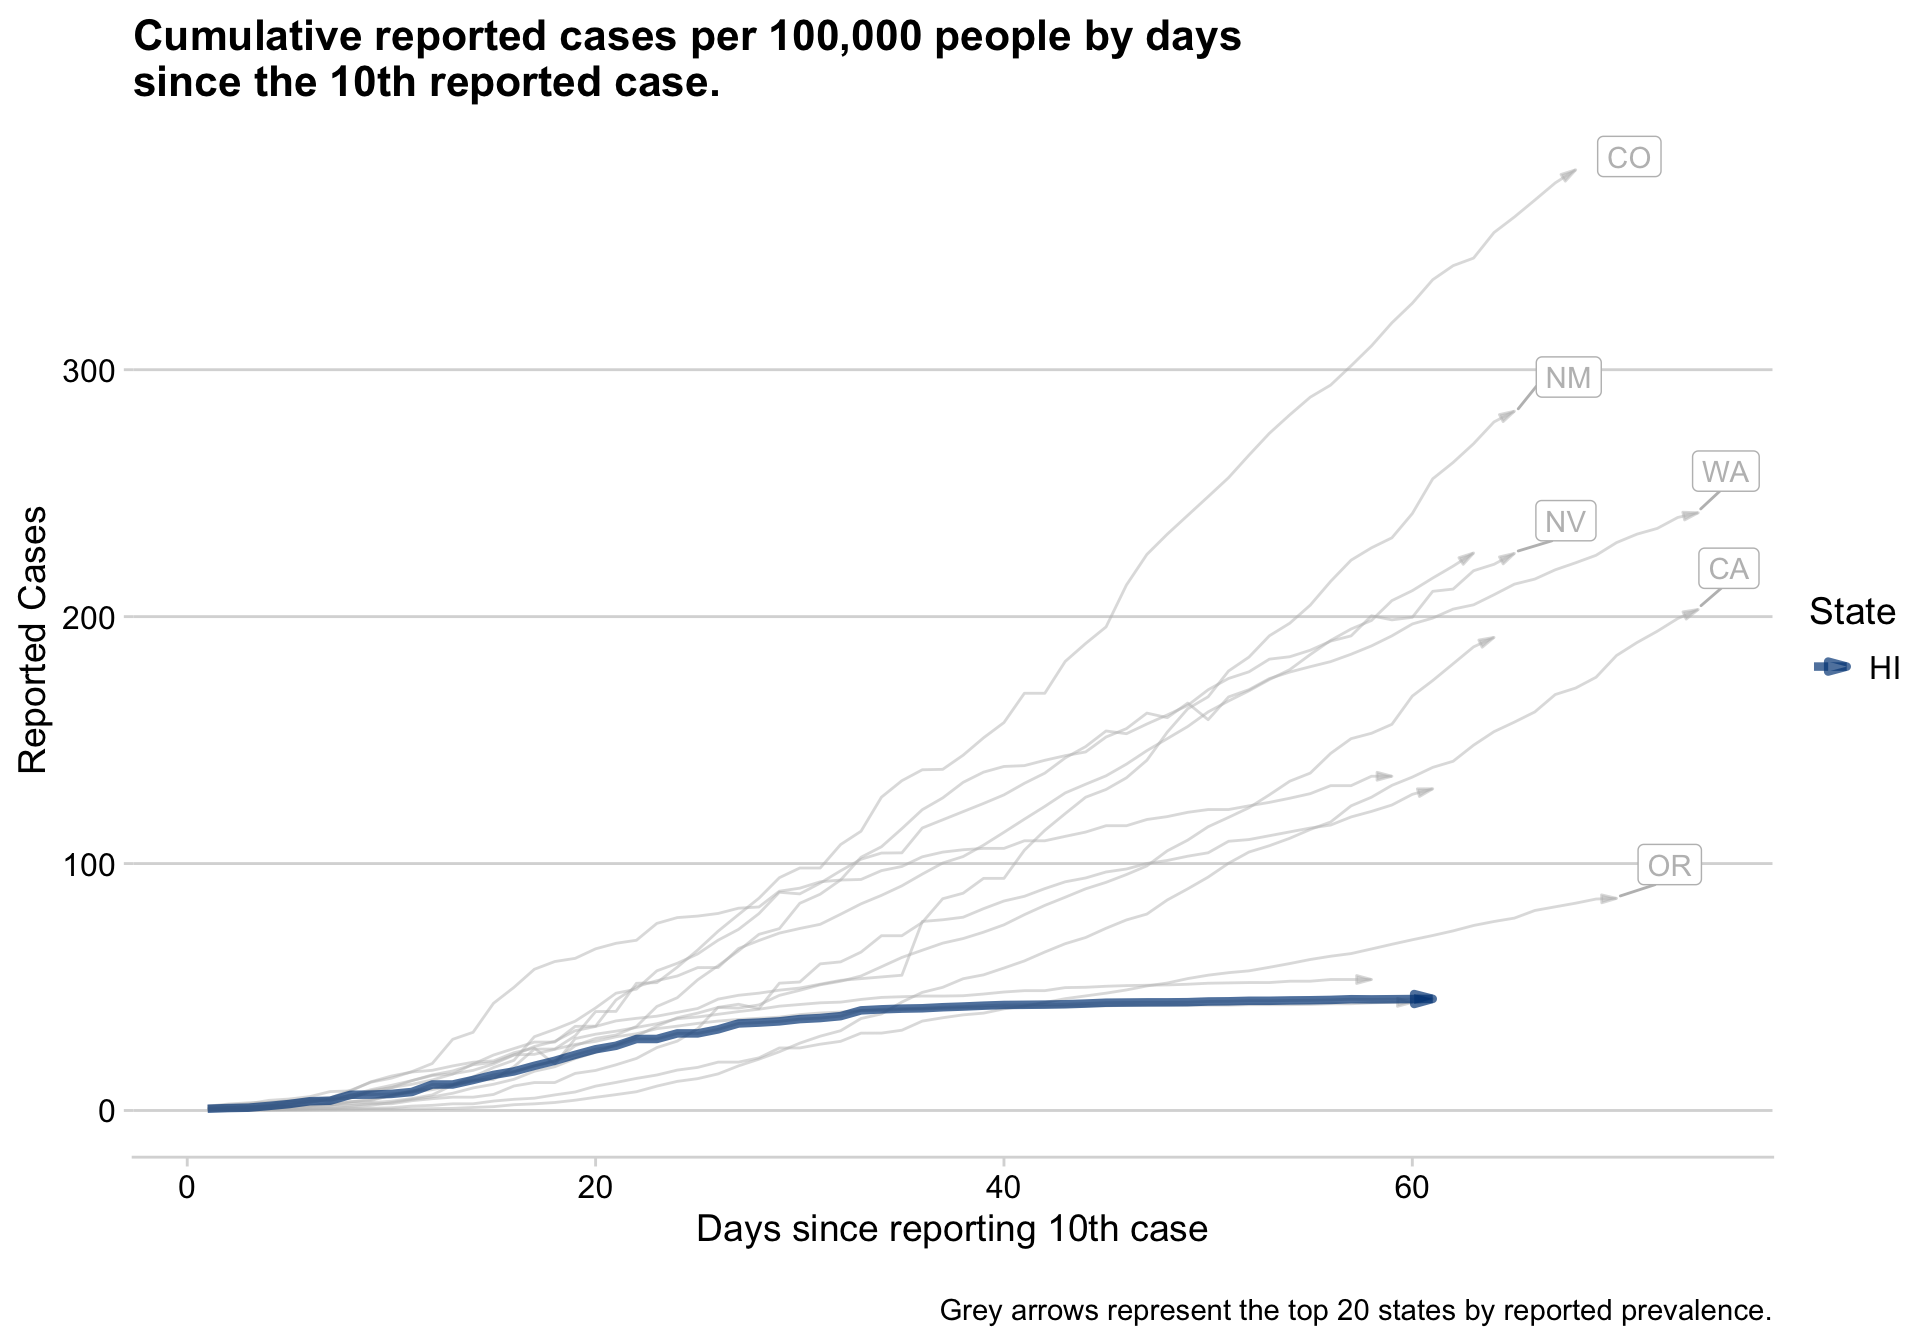 Cumulative reported cases per 100,000 people by days
since the 10th reported case.
CO
300
NM
WA
NV
CA
200
State
HI
Reported Cases
100
OR
0
0 20 40 60
Days since reporting 10th case
Grey arrows represent the top 20 states by reported prevalence.